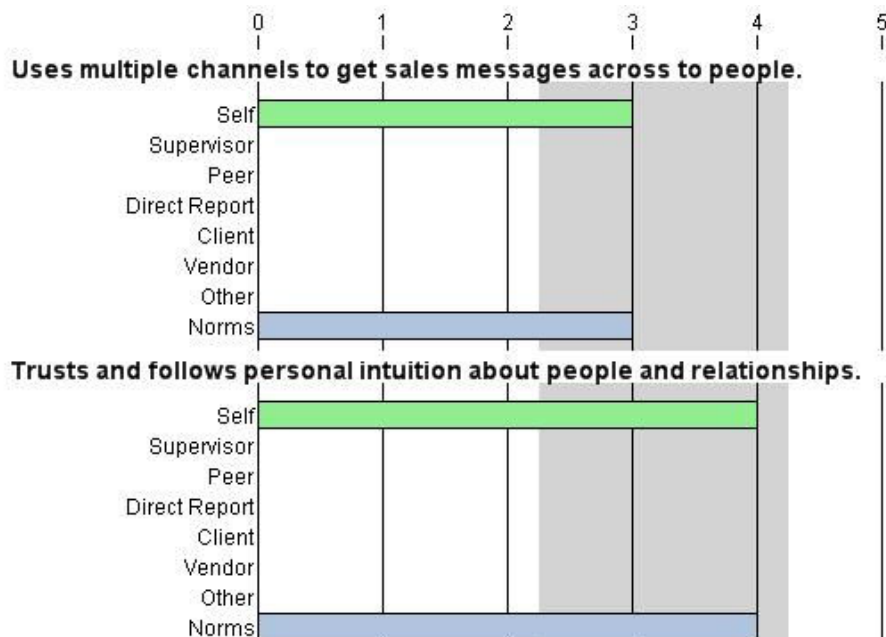 0 1 2 3 4 5
Uses multiple channels to get sales messages across to people.
Self
Supervisor
Peer
Direct Report
Client
Vendor
Other
Norms
Trusts and follows personal intuition about people and relationships.
Self
Supervisor
Peer
Direct Report
Client
Vendor
Other
Norms